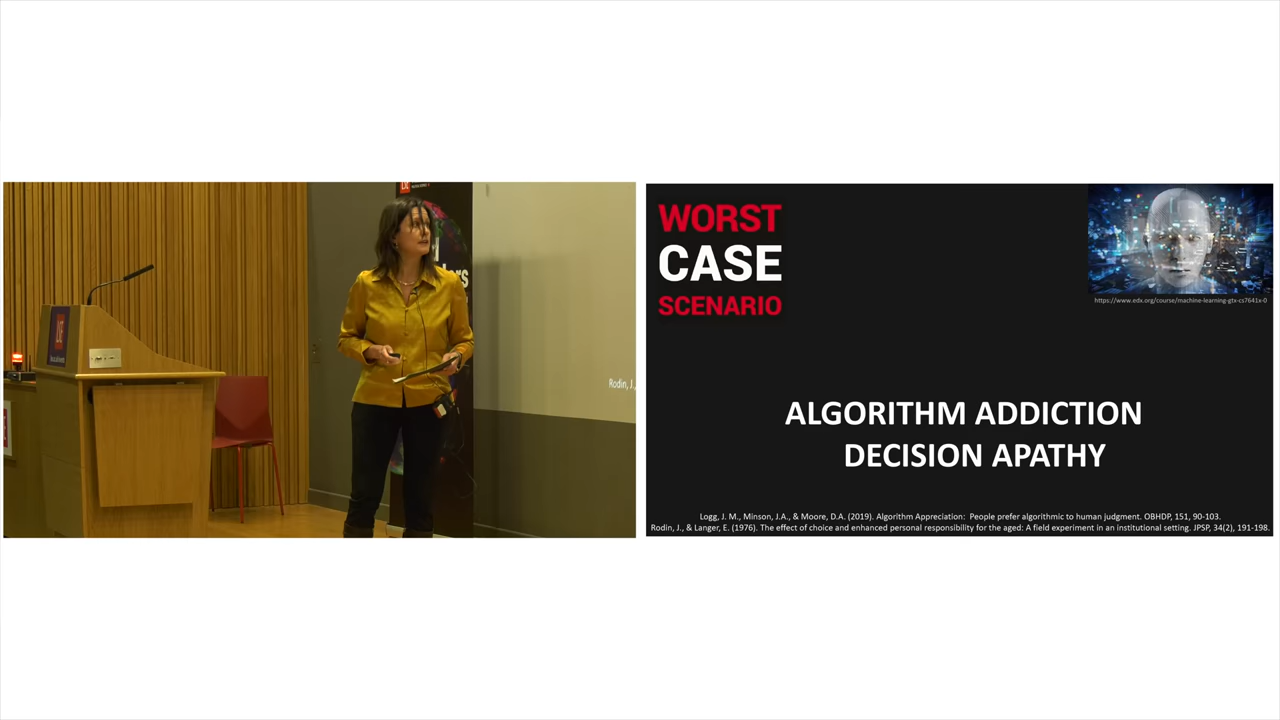 LSE
Rodin, J.,
WORST
CASE
SCENARIO
https://www.edx.org/course/machine-learning-gtx-cs7641x-0
ALGORITHM ADDICTION
DECISION APATHY
Logg, J. M., Minson, J.A., & Moore, D.A. (2019). Algorithm Appreciation: People prefer algorithmic to human judgment. OBHDP, 151, 90-103.
Rodin, J., & Langer, E. (1976). The effect of choice and enhanced personal responsibility for the aged: A field experiment in an institutional setting. JPSP, 34(2), 191-198.